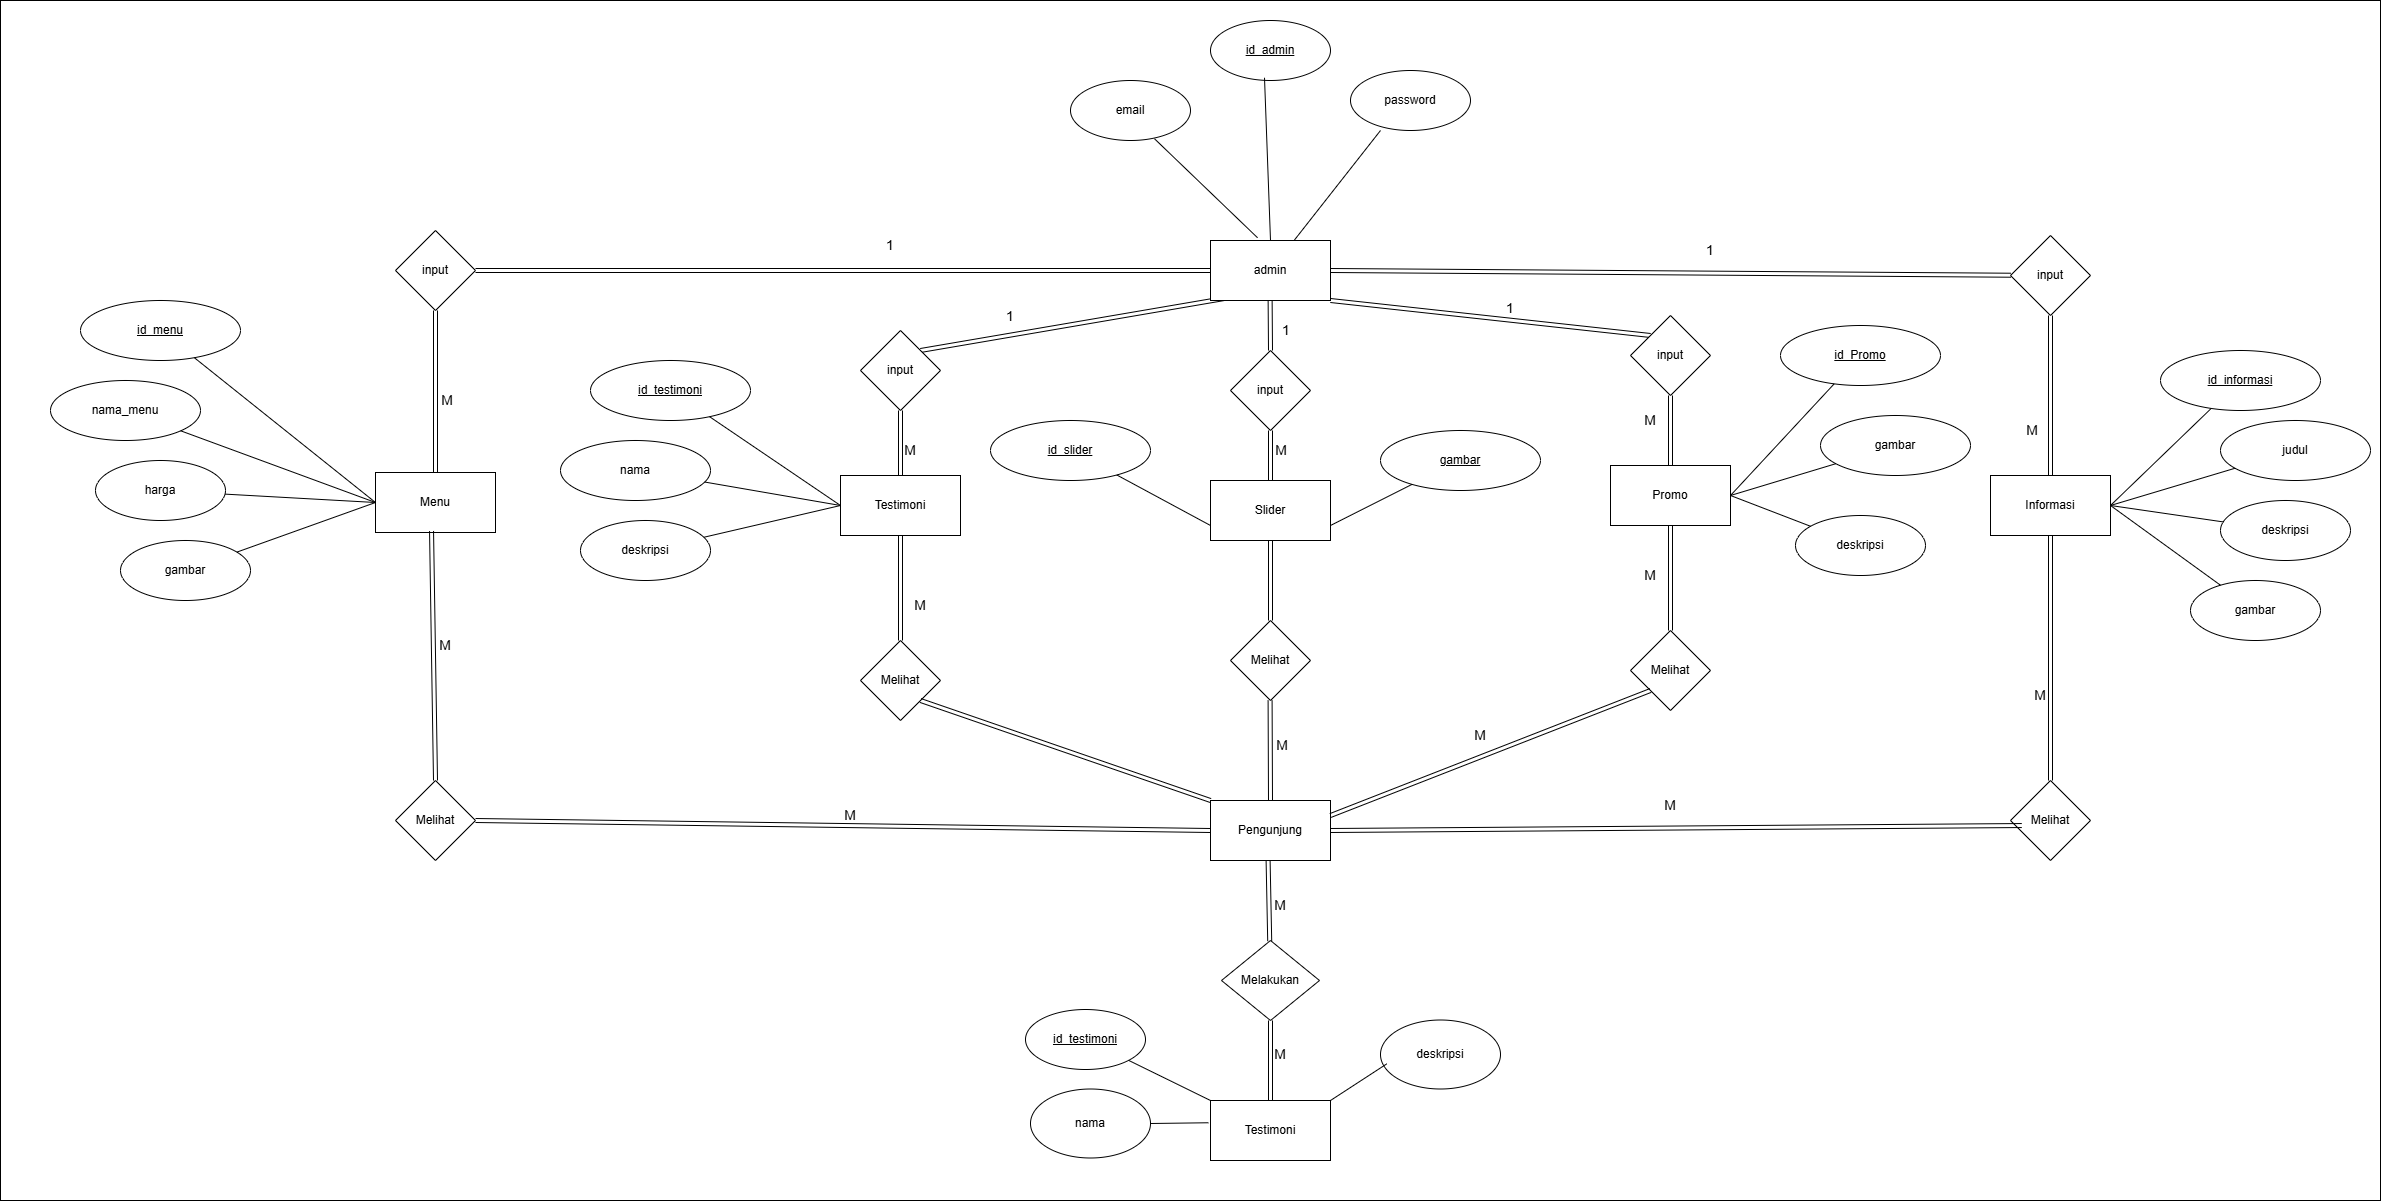 id_admin
password
email
1
1
admin
input
input
1
1
1
id_menu
input
input
input
id_Promo
id_testimoni
id_informasi
nama_menu
M
M
M
gambar
judul
nama
id_slider
M
M
gambar
M
harga
Menu
Testimoni
Slider
Promo
Informasi
deskripsi
deskripsi
deskripsi
gambar
M
M
gambar
M
Melihat
Melihat
Melihat
M
M
M
M
M
M
Melihat
Pengunjung
Melihat
M
Melakukan
id_testimoni
M
deskripsi
nama
Testimoni